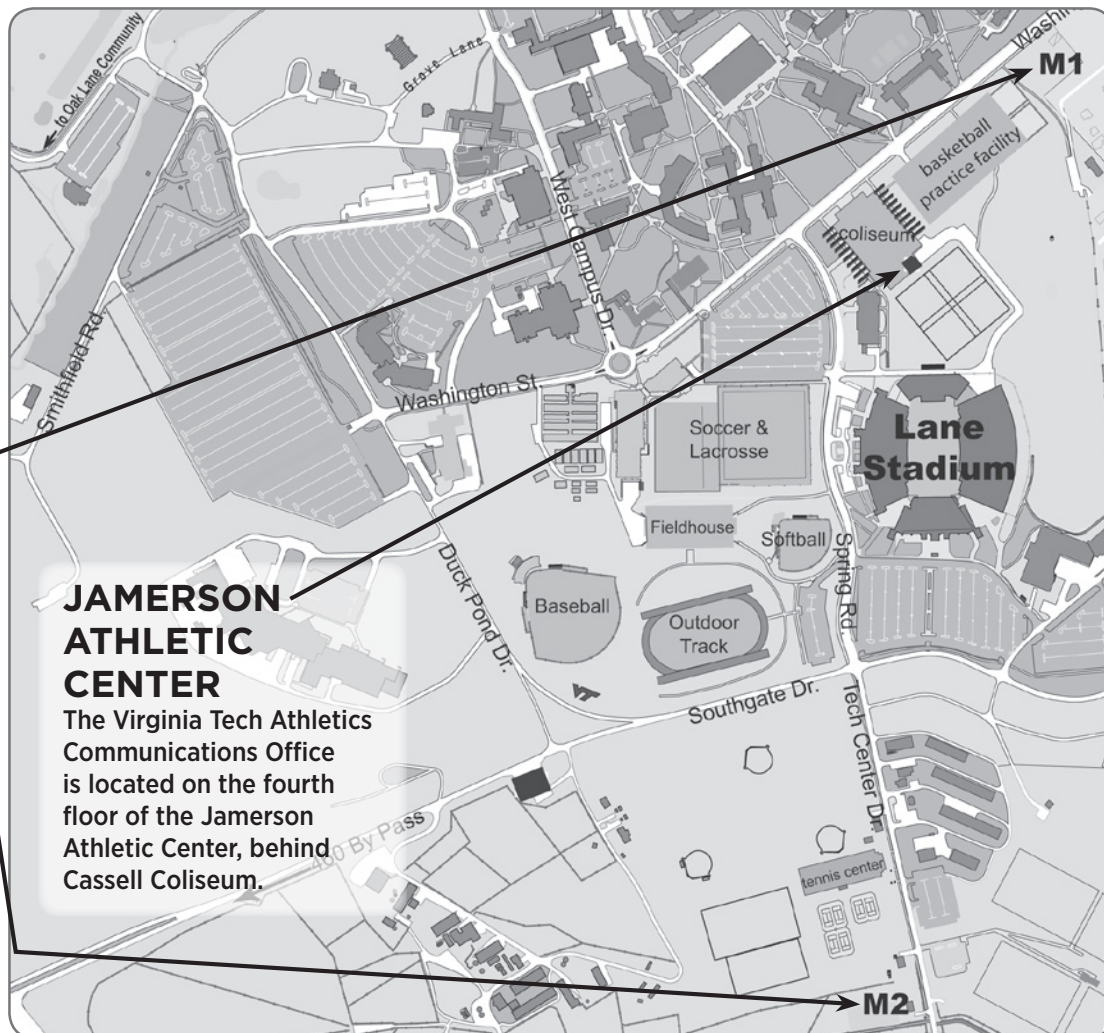 to Oak Lane Community
Grove Lane
Washin
M1
basketball
practice facility
West Campus Dr.
coliseum
Smithfield Rd.
Washington St.
Soccer &
Lacrosse
Lane
Stadium
Fieldhouse
Softball
Spring Rd.
Duck Pond Dr.
Baseball
Outdoor
Track
JAMERSON
ATHLETIC
CENTER
The Virginia Tech Athletics
Communications Office
is located on the fourth
floor of the Jamerson
Athletic Center, behind
Cassell Coliseum.
Southgate Dr.
Tech Center Dr.
460 By Pass
tennis center
M2